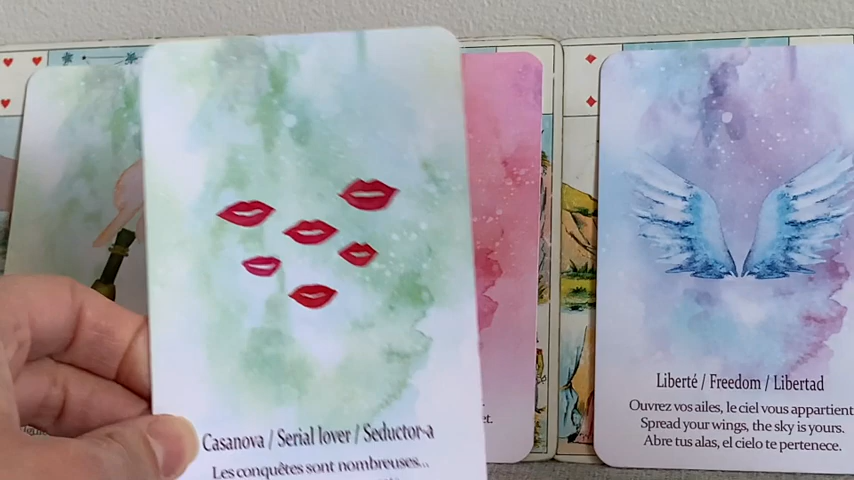 Casanova / Serial lover / Seductor-a
Les conquêtes sont nombreuses...
Liberté / Freedom / Libertad
Ouvrez vos ailes, le ciel vous appartient
Spread your wings, the sky is yours.
Abre tus alas, el cielo te pertenece.